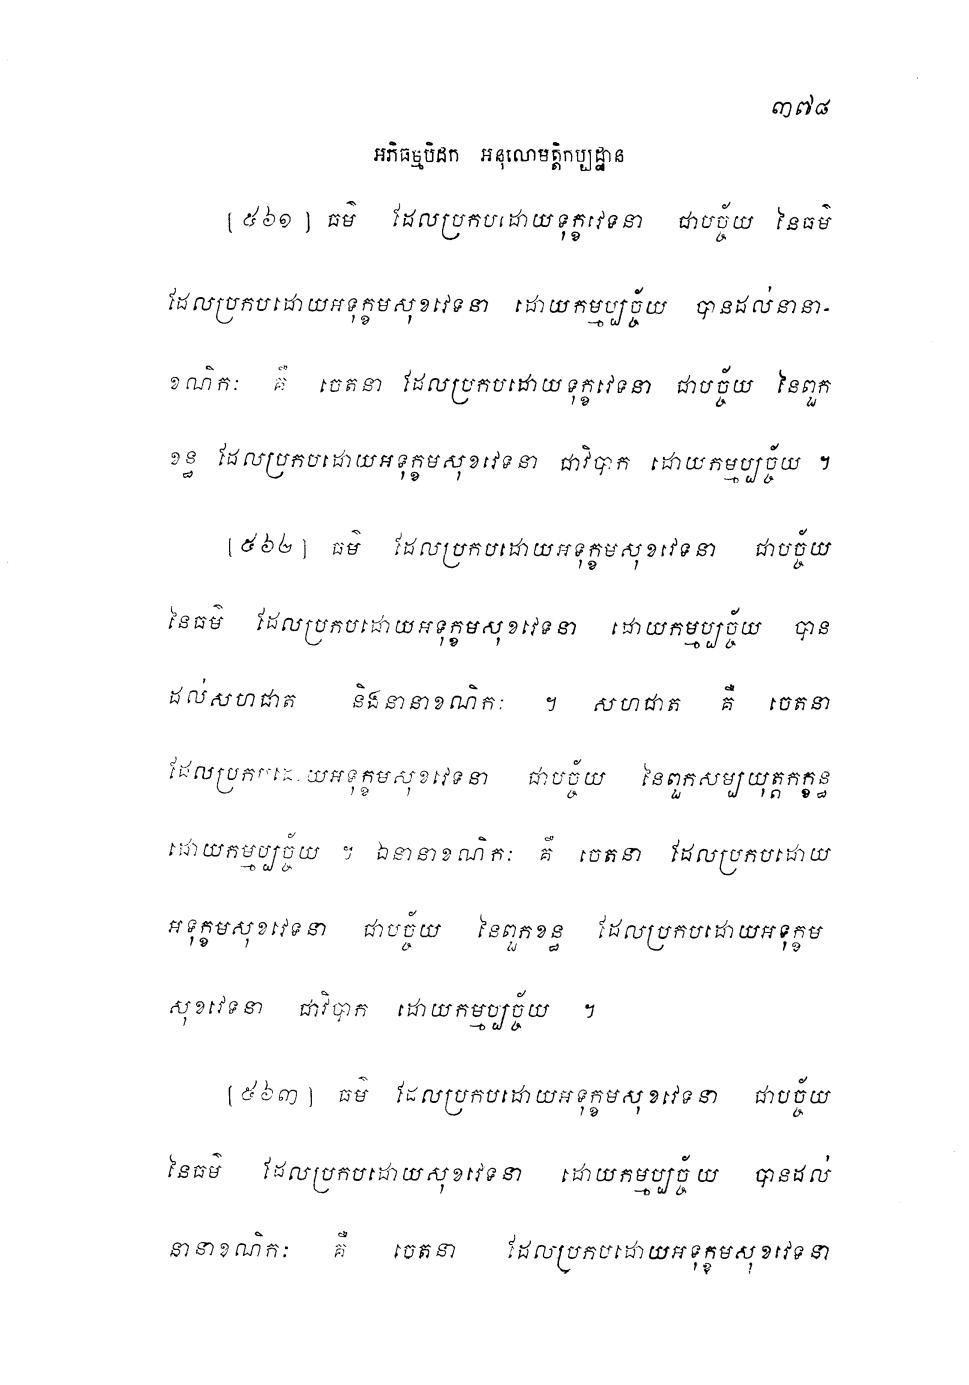 ៣៧៨
អភិធម្មបិដក អនុលោមត្តិកប្បដ្ឋាន
[៥៦១] ធម៌ ដែលប្រកបដោយទុក្ខវេទនា ជាបច្ច័យ នៃធម៌
ដែលប្រកបដោយអទុក្ខមសុខវេទនា ដោយកម្មប្បច្ច័យ បានដល់នានា-
ខណិកៈ គឺ ចេតនា ដែលប្រកបដោយទុក្ខវេទនា ជាបច្ច័យ នៃពួក
ខន្ធ ដែលប្រកបដោយអទុក្ខមសុខវេទនា ជាវិបាក ដោយកម្មប្បច្ច័យ ។
[៥៦២] ធម៌ ដែលប្រកបដោយអទុក្ខមសុខវេទនា ជាបច្ច័យ
នៃធម៌ ដែលប្រកបដោយអទុក្ខមសុខវេទនា ដោយកម្មប្បច្ច័យ បាន
ដល់សហជាត និងនានាខណិកៈ ។ សហជាត គឺ ចេតនា
ដែលប្រកបដោយអទុក្ខមសុខវេទនា ជាបច្ច័យ នៃពួកសម្បយុត្តកក្ខន្ធ
ដោយកម្មប្បច្ច័យ ។ ឯនានាខណិកៈ គឺ ចេតនា ដែលប្រកបដោយ
អទុក្ខមសុខវេទនា ជាបច្ច័យ នៃពួកខន្ធ ដែលប្រកបដោយអទុក្ខម
សុខវេទនា ជាវិបាក ដោយកម្មប្បច្ច័យ ។
[៥៦៣] ធម៌ ដែលប្រកបដោយអទុក្ខមសុខវេទនា ជាបច្ច័យ
នៃធម៌ ដែលប្រកបដោយសុខវេទនា ដោយកម្មប្បច្ច័យ បានដល់
នានាខណិកៈ គឺ ចេតនា ដែលប្រកបដោយអទុក្ខមសុខវេទនា